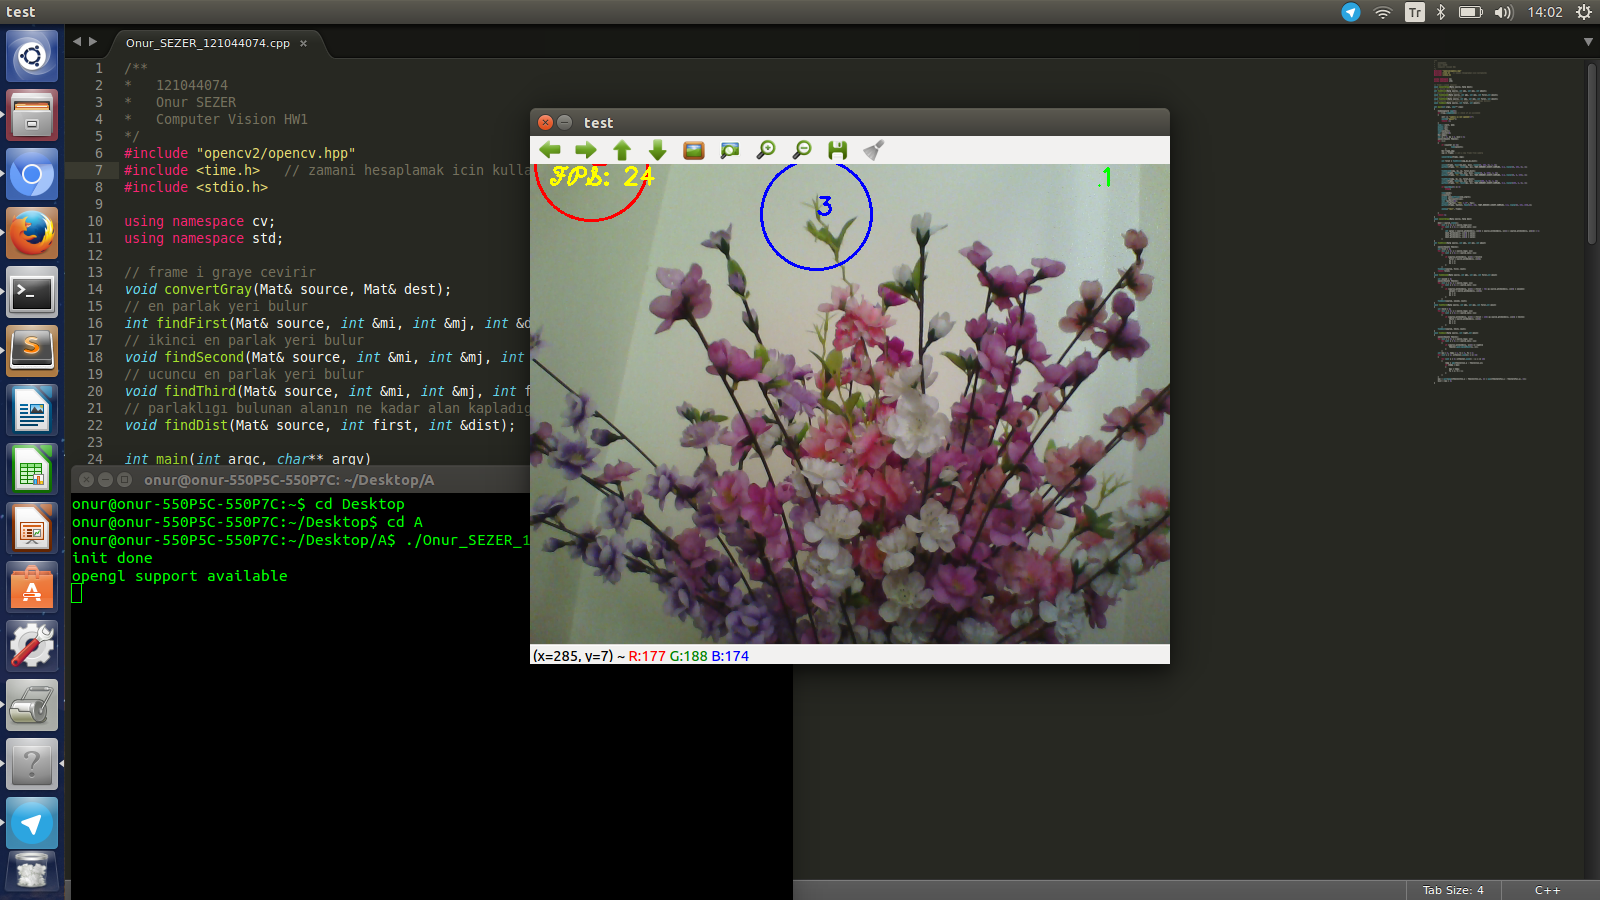 test
Tr
14:02
Onur_SEZER_121044074.cpp
1 /**
2 *   121044074
3 *   Onur SEZER
4 *   Computer Vision HW1
5 */
6 #include "opencv2/opencv.hpp"
7 #include <time.h>   // zamani hesaplamak icin kulla
8 #include <stdio.h>
9
10 using namespace cv;
11 using namespace std;
12
13 // frame i graye cevirir
14 void convertGray(Mat& source, Mat& dest);
15 // en parlak yeri bulur
16 int findFirst(Mat& source, int &mi, int &mj, int &d
17 // ikinci en parlak yeri bulur
18 void findSecond(Mat& source, int &mi, int &mj, int
19 // ucuncu en parlak yeri bulur
20 void findThird(Mat& source, int &mi, int &mj, int f
21 // parlaklıgı bulunan alanın ne kadar alan kapladıg
22 void findDist(Mat& source, int first, int &dist);
23
24 int main(int argc, char** argv)
onur@onur-550P5C-550P7C: ~/Desktop/A
onur@onur-550P5C-550P7C:~$ cd Desktop
onur@onur-550P5C-550P7C:~/Desktop$ cd A
onur@onur-550P5C-550P7C:~/Desktop/A$ ./Onur_SEZER_1
init done
opengl support available
test
FPS: 24
3
1
(x=285, y=7) ~ R:177 G:188 B:174
Tab Size: 4
C++